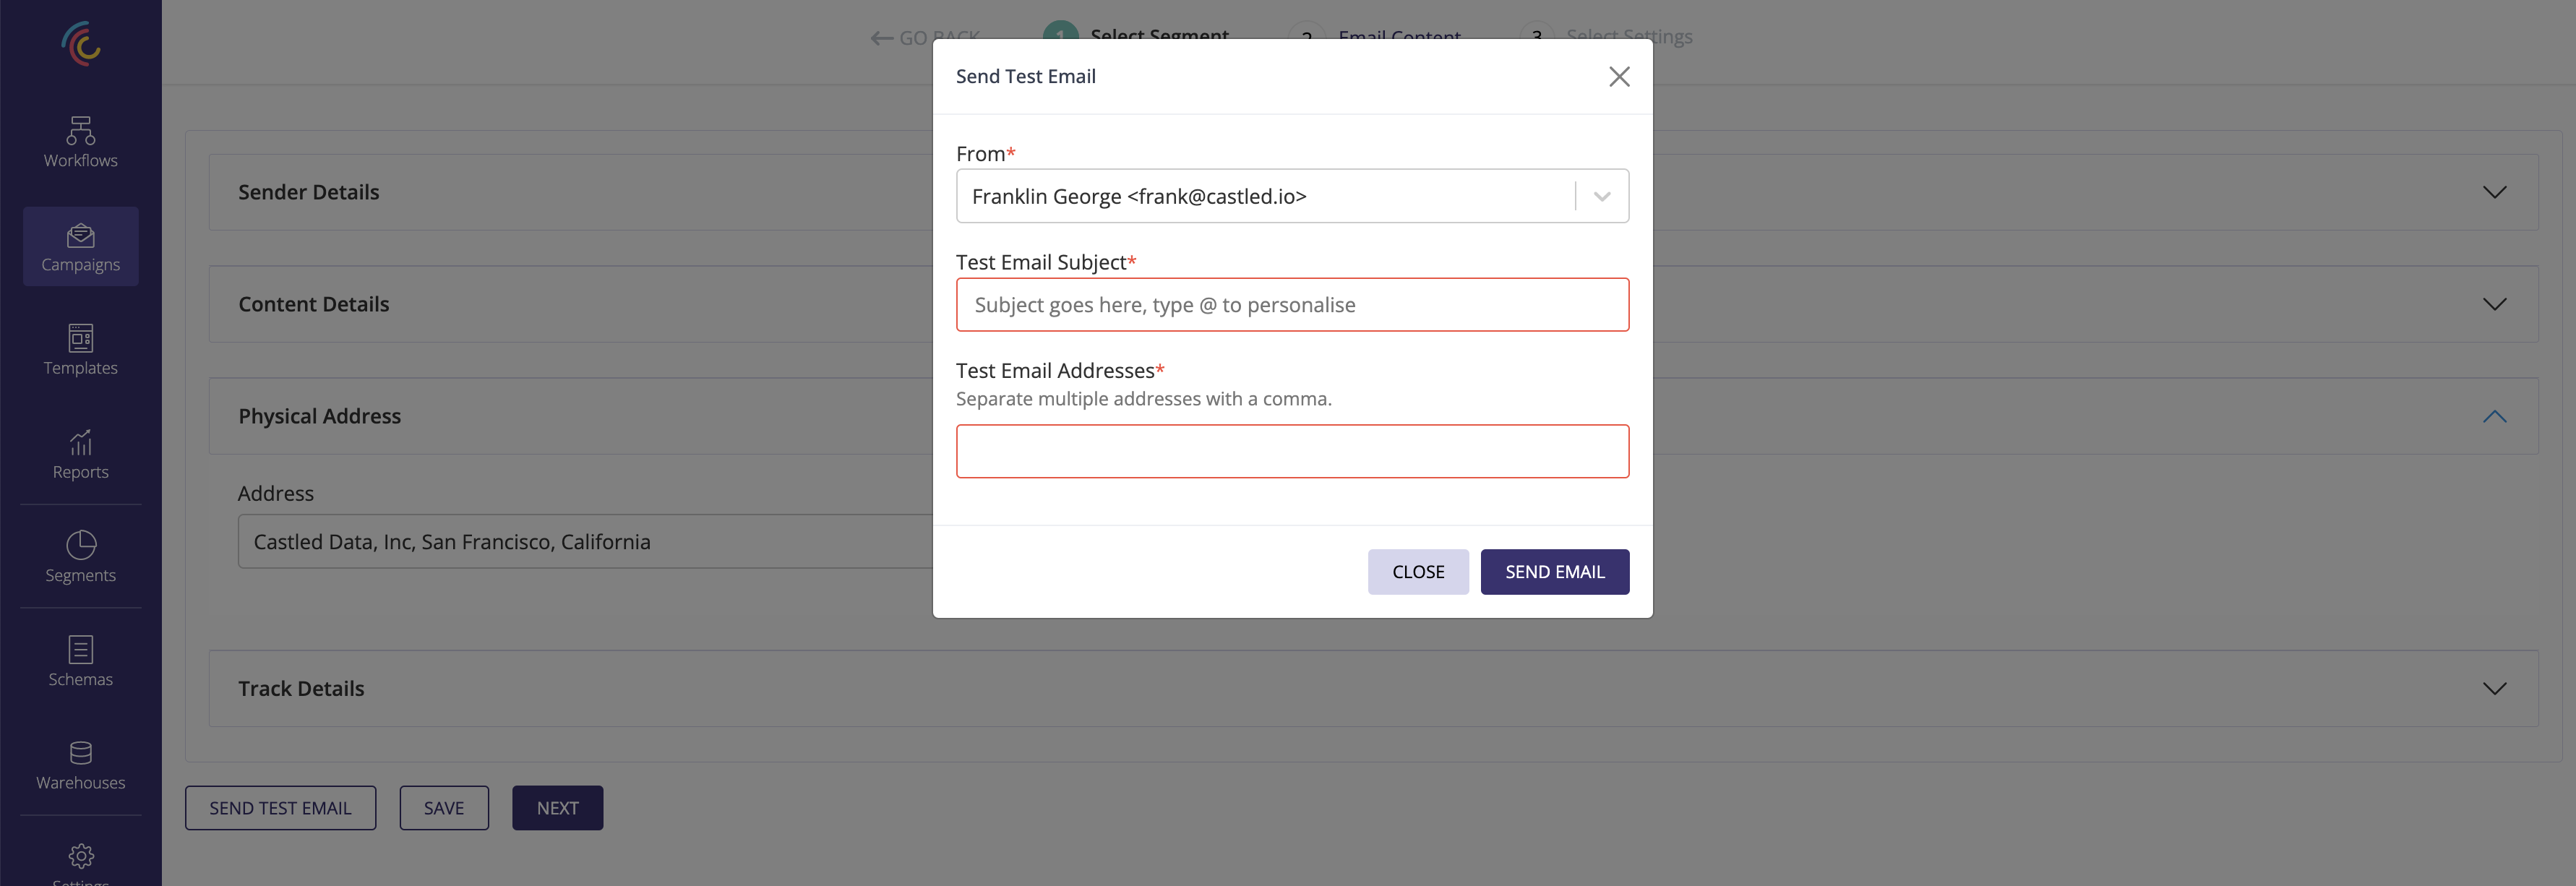 GO BACK
1 Select Segment
2 Email Content
3 Select Settings
Workflows
Campaigns
Templates
Reports
Segments
Schemas
Warehouses
Settings
Sender Details
Content Details
Physical Address
Address
Castled Data, Inc, San Francisco, California
Track Details
SEND TEST EMAIL
SAVE
NEXT
Send Test Email
From*
Franklin George <frank@castled.io>
Test Email Subject*
Subject goes here, type @ to personalise
Test Email Addresses*
Separate multiple addresses with a comma.
CLOSE
SEND EMAIL